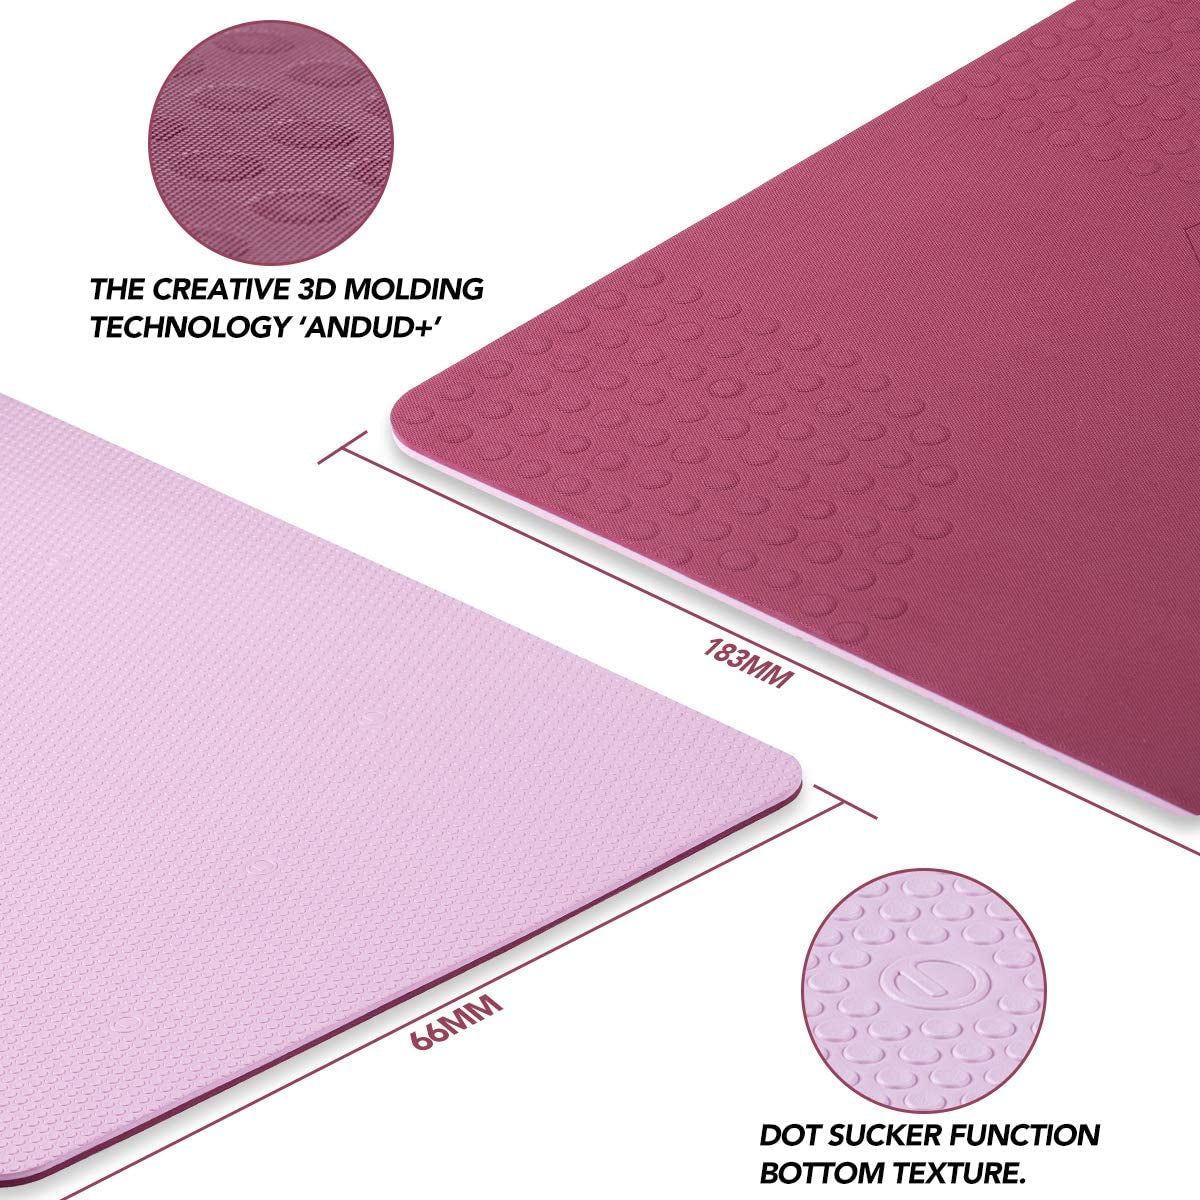 THE CREATIVE 3D MOLDING
TECHNOLOGY ‘ANDUD+’
183MM
66MM
DOT SUCKER FUNCTION
BOTTOM TEXTURE.